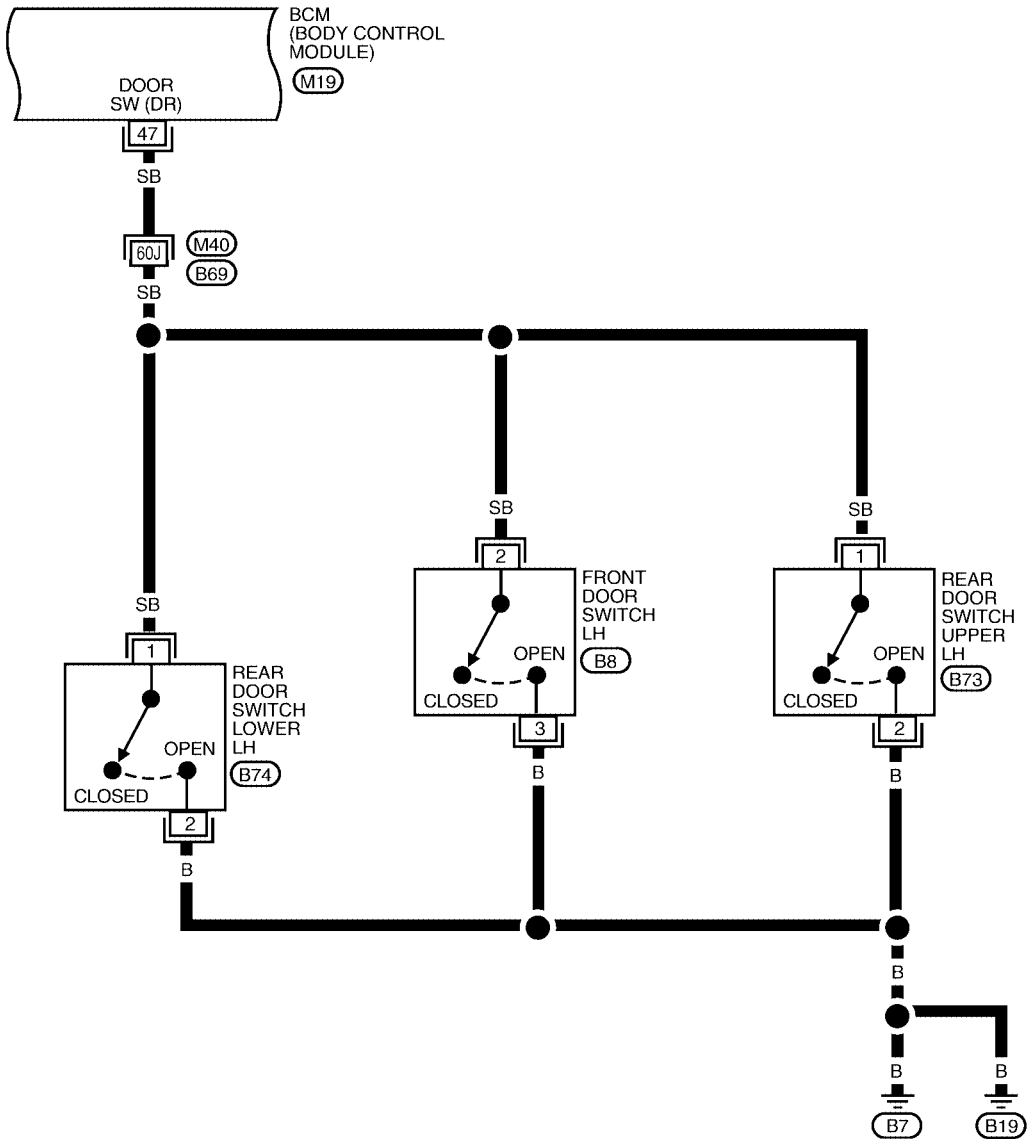 BCM
(BODY CONTROL
MODULE)
M19
DOOR
SW (DR)
47
SB
60J
M40
B69
SB
SB
SB
SB
2
1
FRONT
DOOR
SWITCH
LH
B8
OPEN
CLOSED
REAR
DOOR
SWITCH
UPPER
LH
B73
OPEN
CLOSED
1
REAR
DOOR
SWITCH
LOWER
LH
B74
OPEN
CLOSED
3
2
B
B
2
B
B
B
B
B7
B19